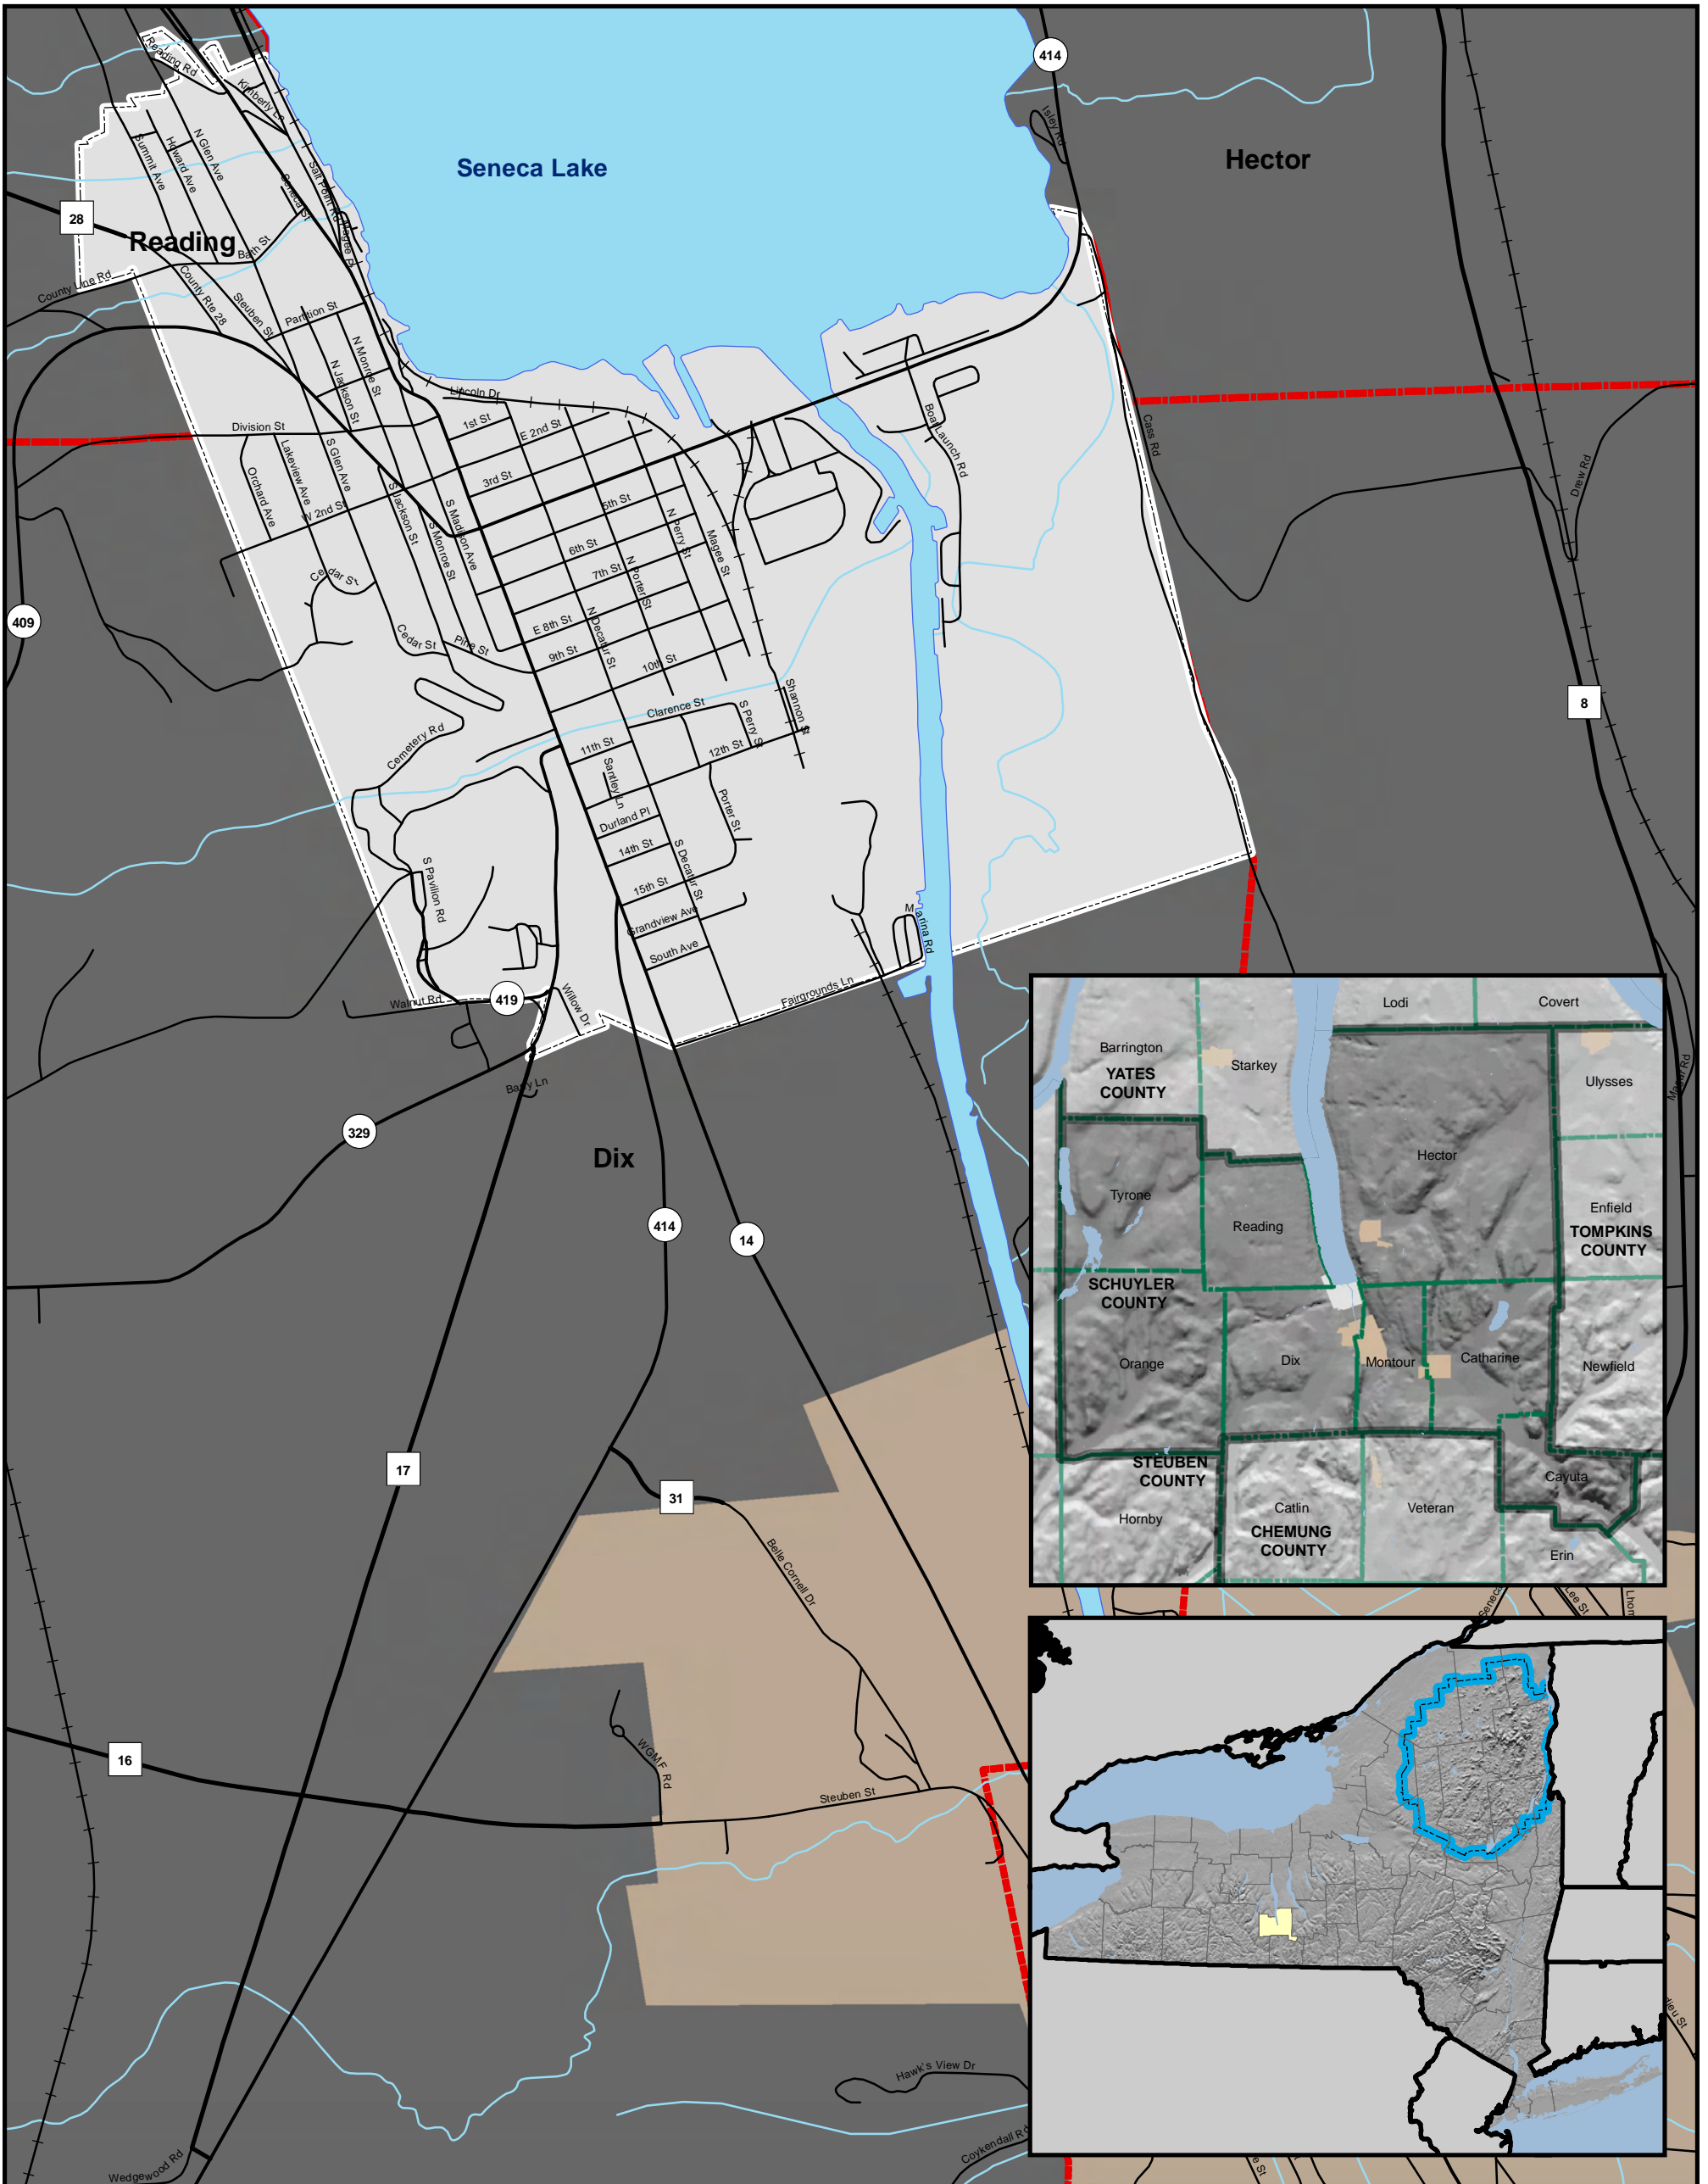 414
Reading Rd
Kimberly Ln
Isley Rd
Seneca Lake
Hector
Summit Ave
Howard Ave
N Glen Ave
Salt Point Rd
Seneca St
Magee Pl
28
Reading
Bath St
County Line Rd
County Rte 28
Steuben St
Partition St
N Monroe St
N Jackson St
Lincoln Dr
1st St
E 2nd St
Boat Launch Rd
Cass Rd
Division St
Orchard Ave
Lakeview Ave
S Glen Ave
W 2nd St
3rd St
S Jackson St
S Monroe St
S Madison Ave
5th St
N Perry St
Magee St
Drew Rd
6th St
7th St
N Porter St
Cedar St
409
E 8th St
N Decatur St
Cedar St
Pine St
9th St
10th St
8
Shannon St
Clarence St
S Perry St
Cemetery Rd
11th St
12th St
Santley Ln
Porter St
Durland Pl
14th St
S Decatur St
15th St
S Pavilion Rd
Grandview Ave
Marina Rd
South Ave
Walnut Rd
419
Willow Dr
Fairgrounds Ln
Barry Ln
329
Dix
414
14
17
31
Belle Cornell Dr
16
WGMF Rd
Steuben St
Hawk's View Dr
Coykendall Rd
Wedgewood Rd
Lodi
Covert
Barrington
Starkey
YATES
COUNTY
Ulysses
Hector
Tyrone
Reading
Enfield
TOMPKINS
COUNTY
SCHUYLER
COUNTY
Orange
Dix
Montour
Catharine
Newfield
STEUBEN
COUNTY
Cayuta
Hornby
Catlin
Veteran
CHEMUNG
COUNTY
Erin
Seneca
Lee St